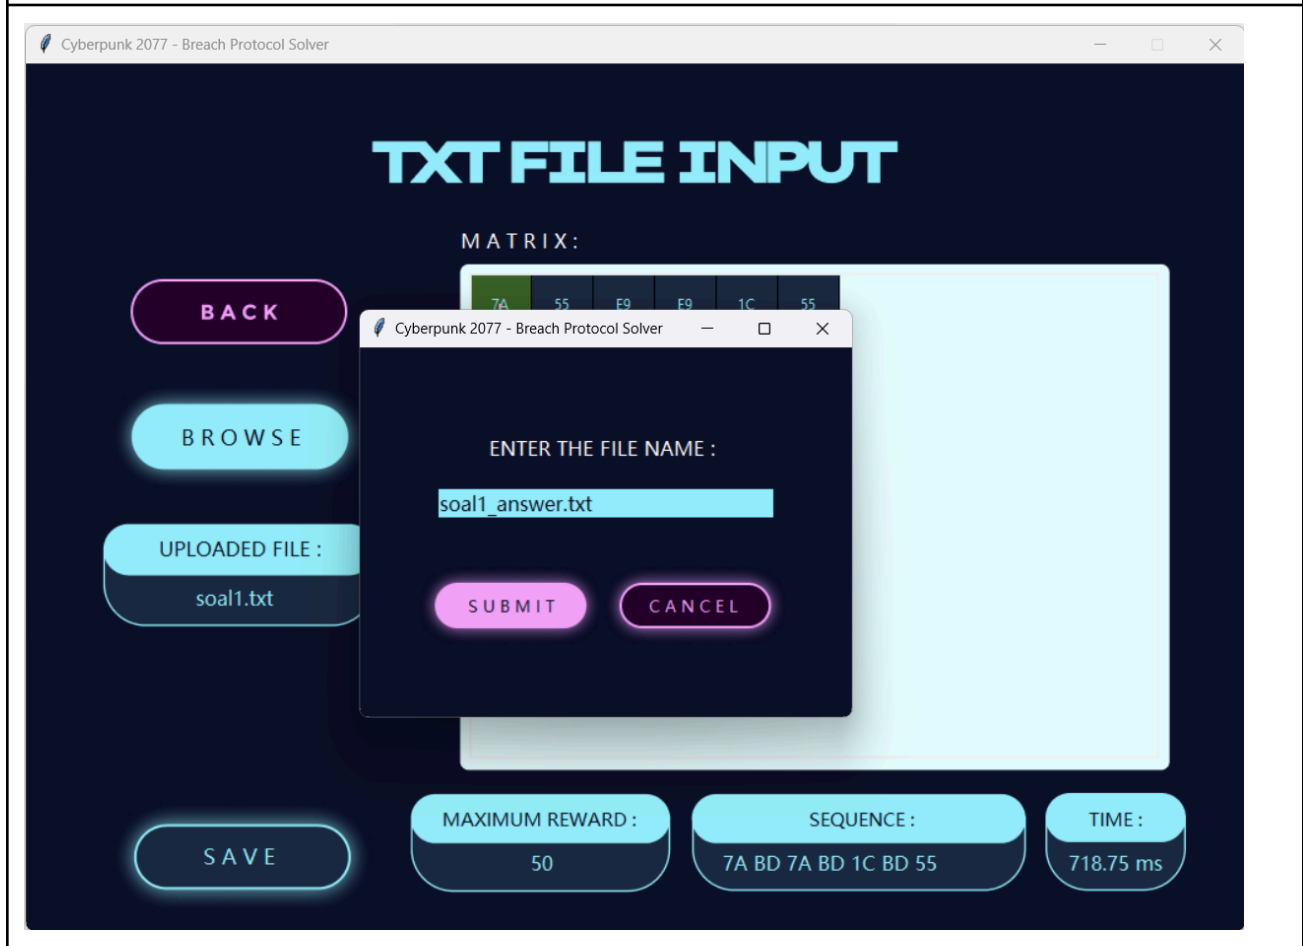 Cyberpunk 2077 - Breach Protocol Solver
TXT FILE INPUT
MATRIX:
BACK
7A 55 E9 E9 1C 55
Cyberpunk 2077 - Breach Protocol Solver
BROWSE
ENTER THE FILE NAME :
soal1_answer.txt
UPLOADED FILE :
soal1.txt
SUBMIT CANCEL
SAVE
MAXIMUM REWARD :
50
SEQUENCE :
7A BD 7A BD 1C BD 55
TIME :
718.75 ms